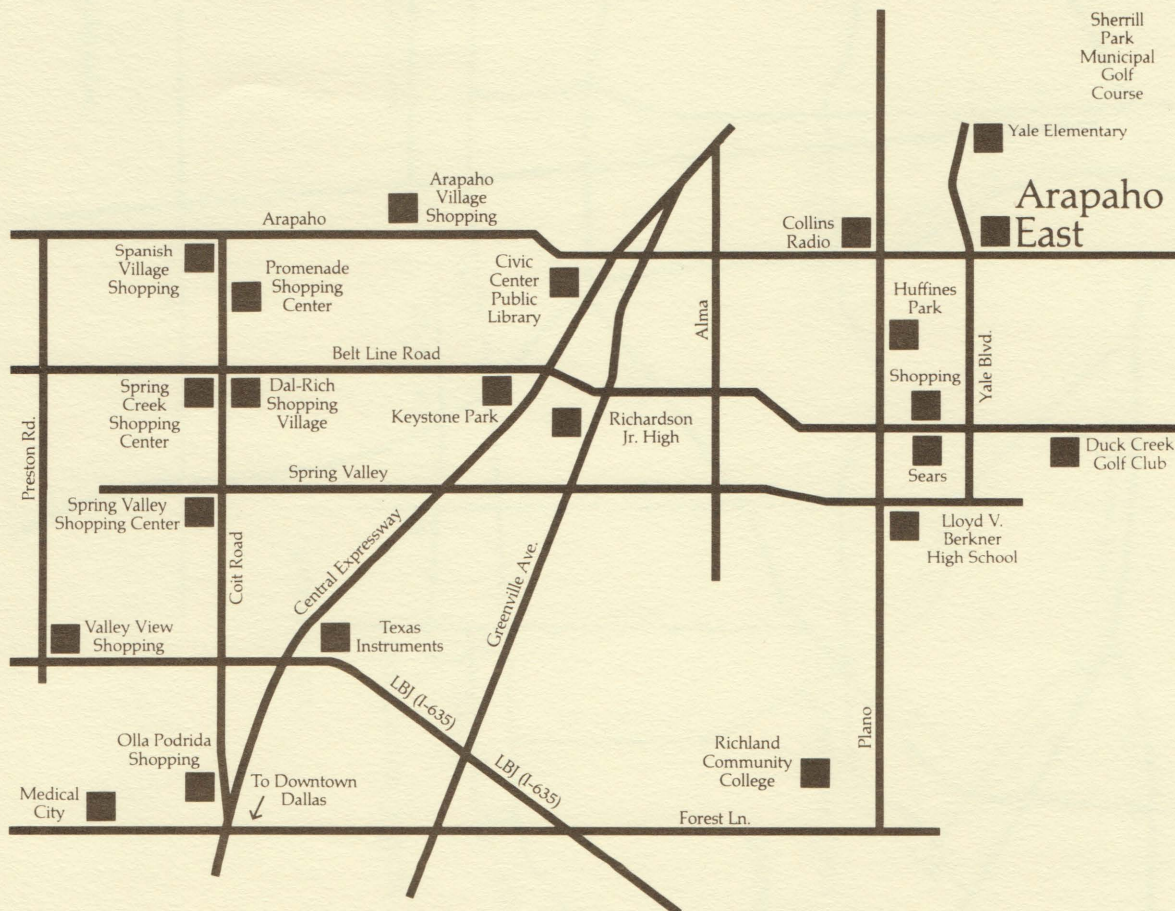 Sherrill
Park
Municipal
Golf
Course
Yale Elementary
Arapaho
East
Arapaho
Village
Shopping
Arapaho
Collins
Radio
Spanish
Village
Shopping
Promenade
Shopping
Center
Civic
Center
Public
Library
Huffines
Park
Alma
Yale Blvd.
Belt Line Road
Shopping
Spring
Creek
Shopping
Center
Dal-Rich
Shopping
Village
Keystone Park
Richardson
Jr. High
Preston Rd.
Duck Creek
Golf Club
Sears
Spring Valley
Spring Valley
Shopping Center
Lloyd V.
Berkner
High School
Coit Road
Central Expressway
Greenville Ave.
Valley View
Shopping
Texas
Instruments
LBJ (I-635)
LBJ (I-635)
Plano
Olla Podrida
Shopping
Richland
Community
College
To Downtown
Dallas
Medical
City
Forest Ln.